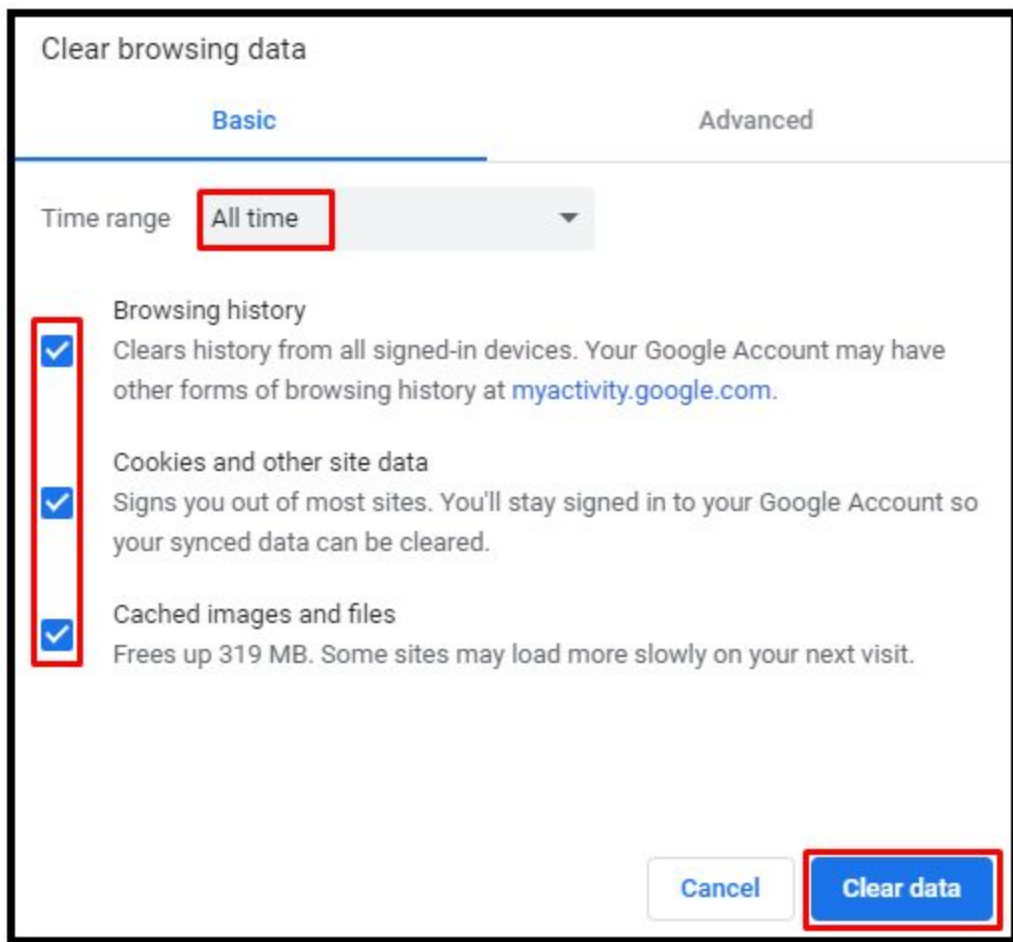 Clear browsing data
Basic
Advanced
Time range
All time
Browsing history
Clears history from all signed-in devices. Your Google Account may have
other forms of browsing history at myactivity.google.com.
Cookies and other site data
Signs you out of most sites. You'll stay signed in to your Google Account so
your synced data can be cleared.
Cached images and files
Frees up 319 MB. Some sites may load more slowly on your next visit.
Cancel
Clear data